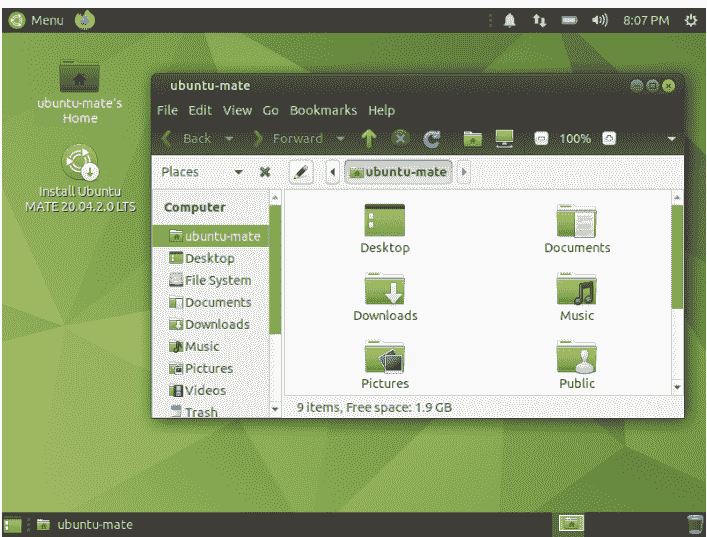 Menu
8:07 PM
ubuntu-mate's
Home
Install Ubuntu
MATE 20.04.2.0 LTS
ubuntu-mate
File Edit View Go Bookmarks Help
Back Forward 100%
Places ubuntu-mate
Computer
ubuntu-mate
Desktop
File System
Documents
Downloads
Music
Pictures
Videos
Trash
Desktop Documents
Downloads Music
Pictures Public
9 items, Free space: 1.9 GB
ubuntu-mate